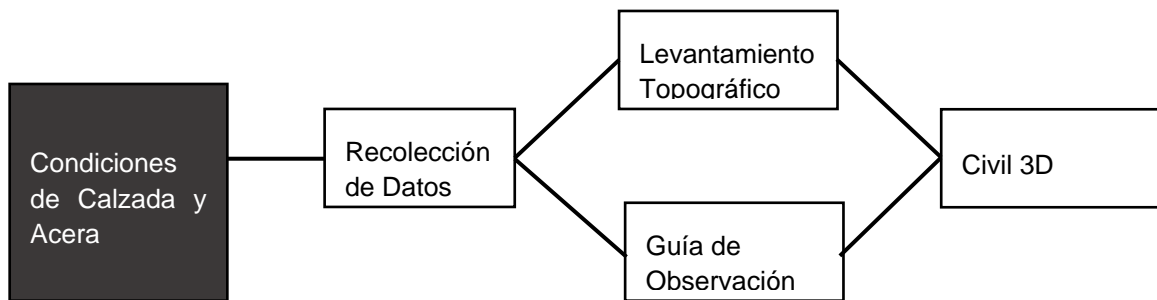 Condiciones
de Calzada y
Acera
Recolección
de Datos
Levantamiento
Topográfico
Guía de
Observación
Civil 3D